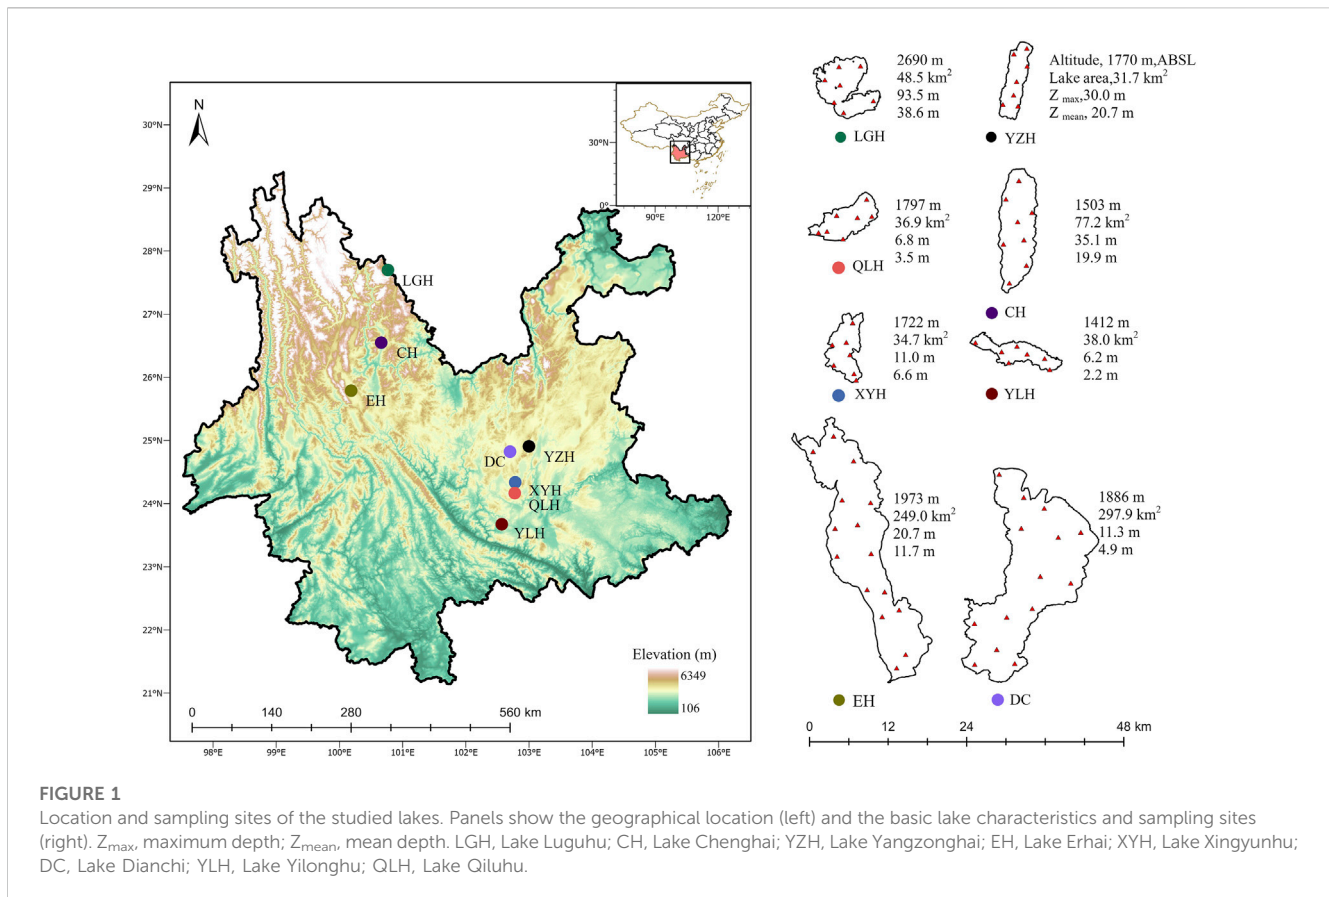 N
30°N
29°N
28°N
27°N
26°N
25°N
24°N
23°N
22°N
21°N
98°E
99°E
100°E
101°E
102°E
103°E
104°E
105°E
106°E
30°N
0°
90°E
120°E
LGH
CH
EH
DC
YZH
XYH
QLH
YLH
Elevation (m)
6349
106
0
140
280
560 km
2690 m
48.5 km²
93.5 m
38.6 m
LGH
Altitude, 1770 m,ABSL
Lake area,31.7 km²
Z max,30.0 m
Z mean, 20.7 m
YZH
1797 m
36.9 km²
6.8 m
3.5 m
QLH
1503 m
77.2 km²
35.1 m
19.9 m
CH
1722 m
34.7 km²
11.0 m
6.6 m
XYH
1412 m
38.0 km²
6.2 m
2.2 m
YLH
1973 m
249.0 km²
20.7 m
11.7 m
EH
1886 m
297.9 km²
11.3 m
4.9 m
DC
0
12
24
48 km
FIGURE 1
Location and sampling sites of the studied lakes. Panels show the geographical location (left) and the basic lake characteristics and sampling sites
(right). Zmax, maximum depth; Zmean, mean depth. LGH, Lake Luguhu; CH, Lake Chenghai; YZH, Lake Yangzonghai; EH, Lake Erhai; XYH, Lake Xingyunhu;
DC, Lake Dianchi; YLH, Lake Yilonghu; QLH, Lake Qiluhu.